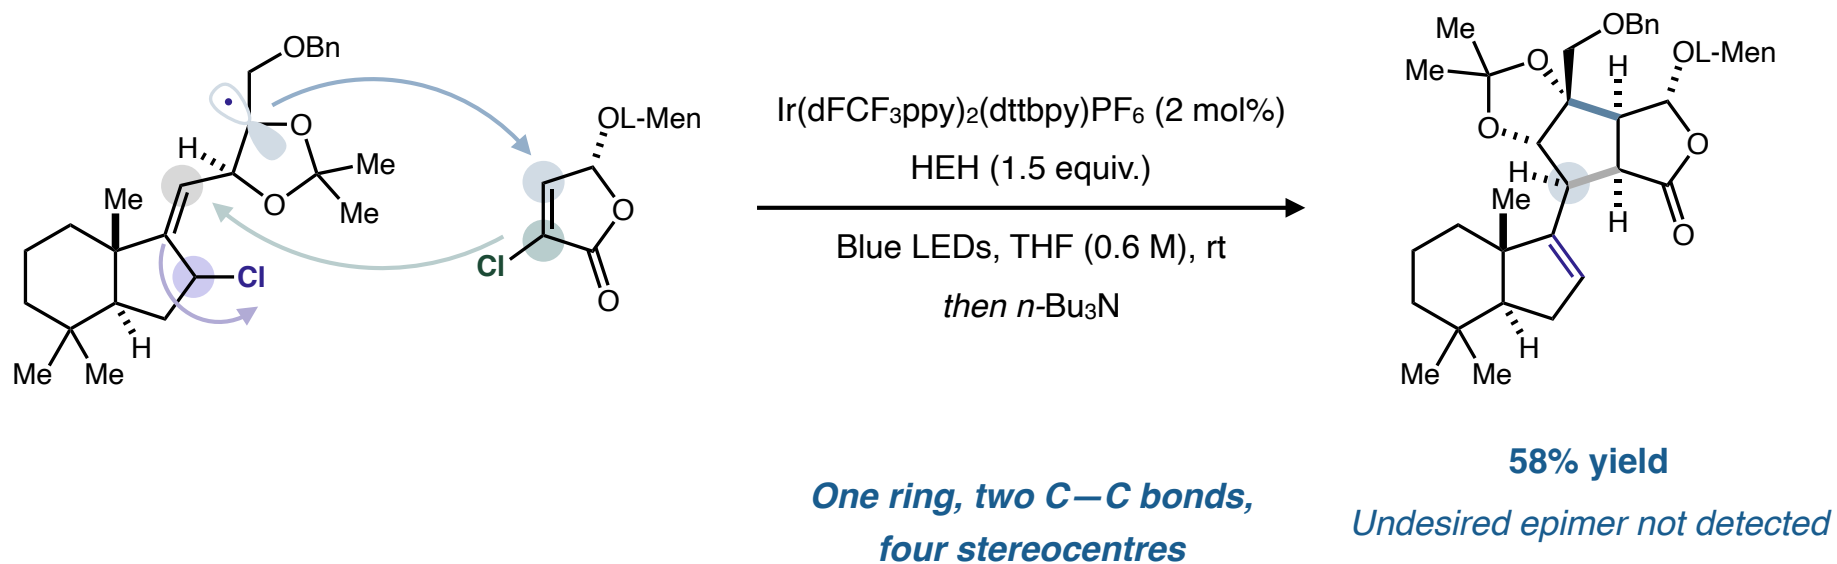 OBn
H
O
Me
O
Me
Me
Cl
H
Me
Me
OL-Men
O
Cl
O
Ir(dFCF₃ppy)₂(dttbpy)PF₆ (2 mol%)
HEH (1.5 equiv.)
Blue LEDs, THF (0.6 M), rt
then n-Bu₃N
One ring, two C—C bonds,
four stereocentres
Me
OBn
Me
O
H
OL-Men
O
O
H
Me
H
O
H
Me
Me
58% yield
Undesired epimer not detected